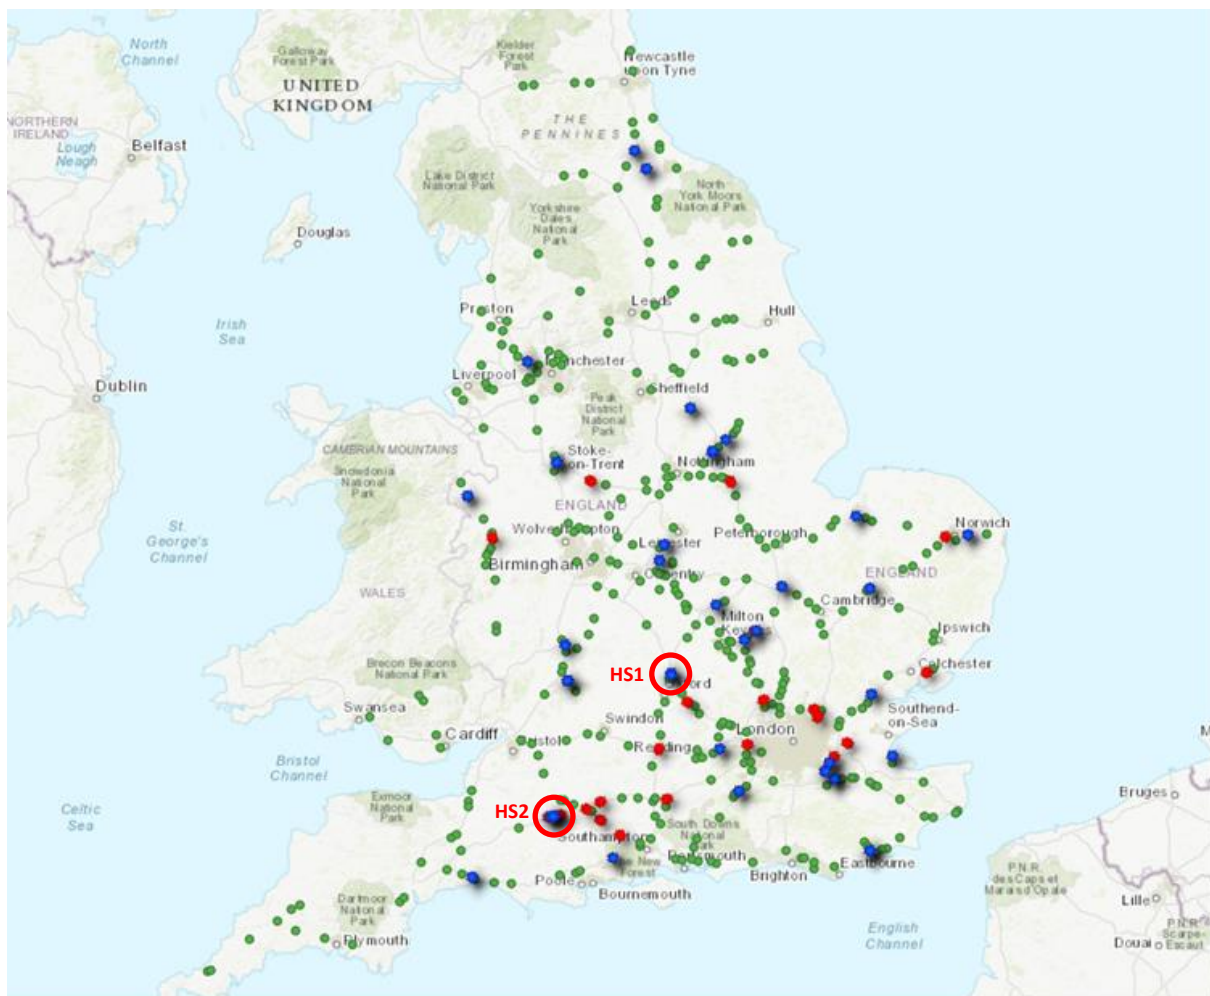 North
Channel
Galloway
Forest Park
Kielder
Forest
Park
Newcastle
upon Tyne
UNITED
KINGDOM
NORTHERN
IRELAND
THE
PENNINES
Lough
Neagh
Belfast
Lake District
National Park
North
York Moors
National Park
Yorkshire
Dales
National
Park
Douglas
Preston
Leeds
Hull
Irish
Sea
Manchester
Liverpool
Dublin
Sheffield
Peak
District
National
Park
CAMBRIAN MOUNTAINS
Stoke-
on-Trent
Nottingham
Snowdonia
National
Park
ENGLAND
St.
George's
Channel
Wolverhampton
Peterborough
Norwich
Leicester
Birmingham
Coventry
ENGLAND
WALES
Cambridge
Milton
Keynes
Ipswich
Brecon Beacons
National Park
Colchester
HS1
Oxford
Swansea
Swindon
Southend-
on-Sea
London
Cardiff
Bristol
Reading
Bristol
Channel
Bruges
Exmoor
National
Park
Celtic
Sea
HS2
South Downs
National
Park
Southampton
Portsmouth
The New
Forest
Eastbourne
Brighton
Poole
Bournemouth
P.N.R.
des Caps et
Marais d'Opale
Dartmoor
National
Park
Lille
English
Channel
Plymouth
P.N.R.
Scarpe-
Escaut
Douai